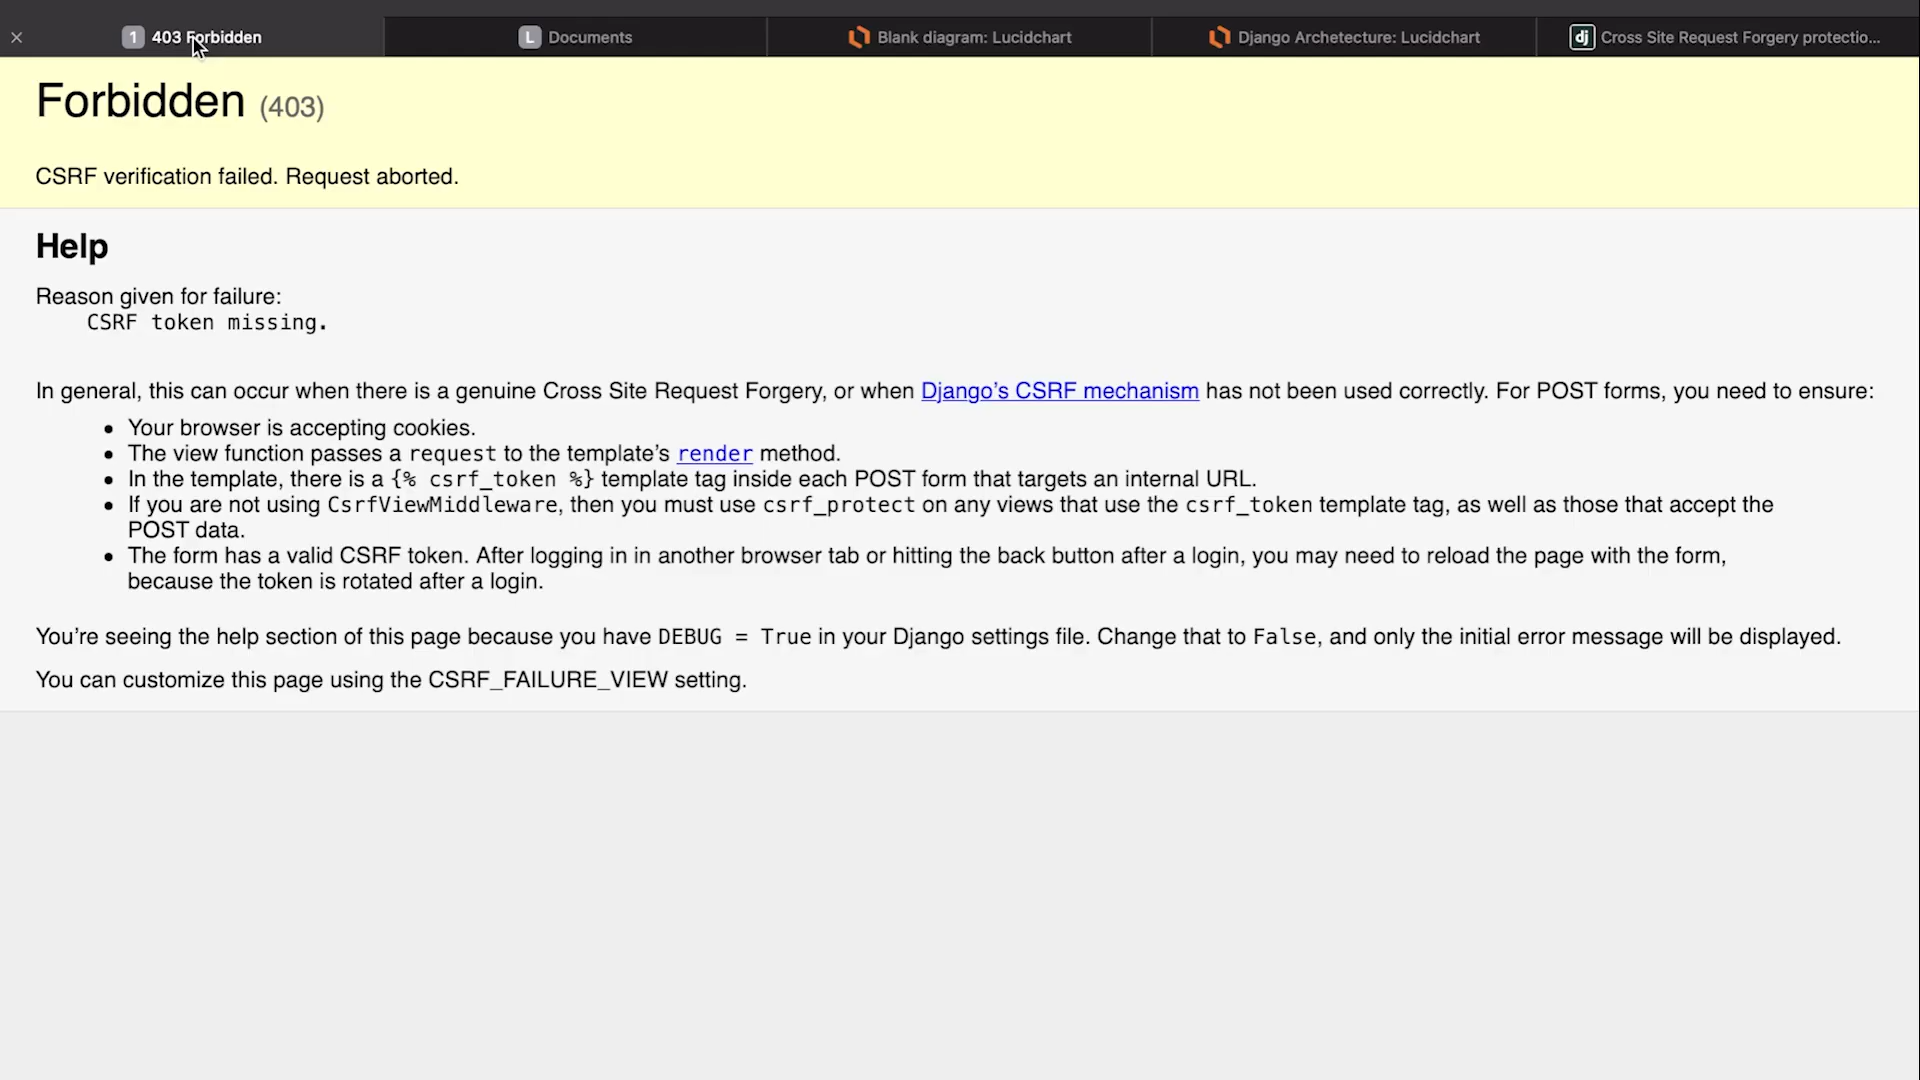 1 403 Forbidden
L Documents
Blank diagram: Lucidchart
Django Archetecture: Lucidchart
dj Cross Site Request Forgery protectio...
Forbidden (403)
CSRF verification failed. Request aborted.
Help
Reason given for failure:
CSRF token missing.
In general, this can occur when there is a genuine Cross Site Request Forgery, or when Django’s CSRF mechanism has not been used correctly. For POST forms, you need to ensure:
• Your browser is accepting cookies.
• The view function passes a request to the template’s render method.
• In the template, there is a {% csrf_token %} template tag inside each POST form that targets an internal URL.
• If you are not using CsrfViewMiddleware, then you must use csrf_protect on any views that use the csrf_token template tag, as well as those that accept the
POST data.
• The form has a valid CSRF token. After logging in in another browser tab or hitting the back button after a login, you may need to reload the page with the form,
because the token is rotated after a login.
You’re seeing the help section of this page because you have DEBUG = True in your Django settings file. Change that to False, and only the initial error message will be displayed.
You can customize this page using the CSRF_FAILURE_VIEW setting.